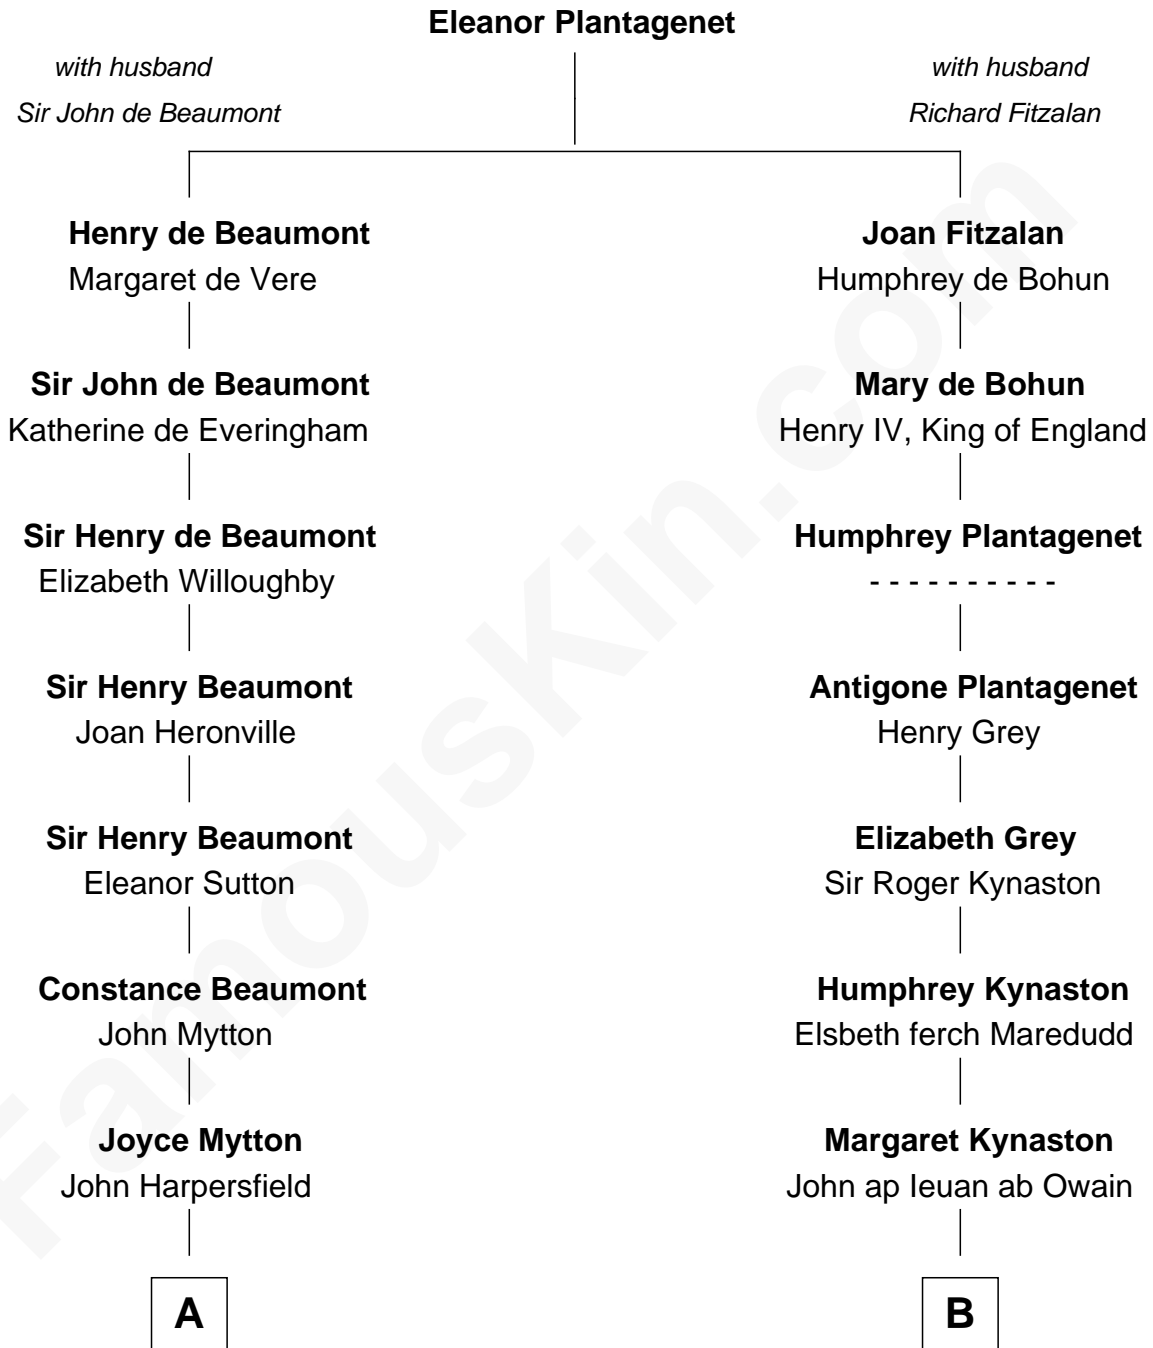 Eleanor Plantagenet
with husband
Sir John de Beaumont
with husband
Richard Fitzalan
Henry de Beaumont
Margaret de Vere
Joan Fitzalan
Humphrey de Bohun
Sir John de Beaumont
Katherine de Everingham
Mary de Bohun
Henry IV, King of England
Sir Henry de Beaumont
Elizabeth Willoughby
Humphrey Plantagenet
- - - - - - - - - -
Sir Henry Beaumont
Joan Heronville
Antigone Plantagenet
Henry Grey
Sir Henry Beaumont
Eleanor Sutton
Elizabeth Grey
Sir Roger Kynaston
Constance Beaumont
John Mytton
Humphrey Kynaston
Elsbeth ferch Maredudd
Joyce Mytton
John Harpersfield
Margaret Kynaston
John ap Ieuan ab Owain
A
B
FamousKin.com